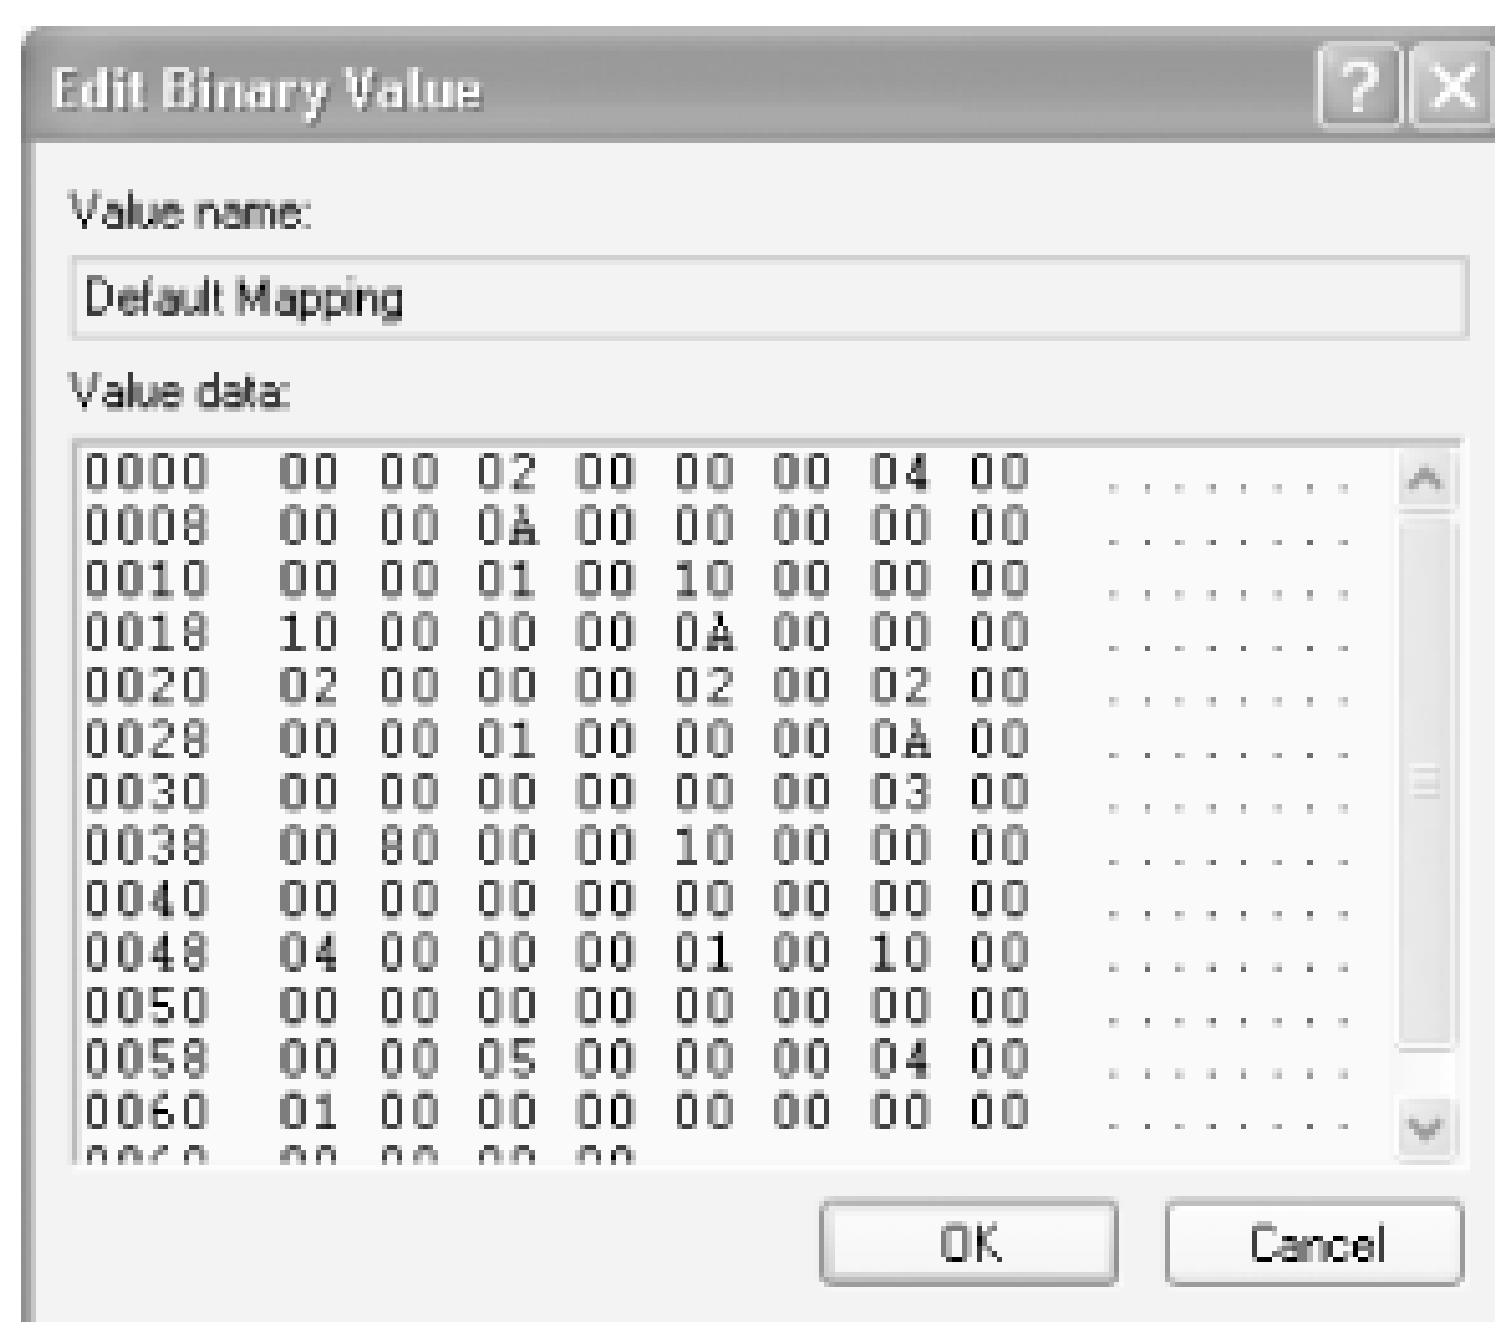 Edit Binary Value
Value name:
Default Mapping
Value data:
0000 00 00 02 00 00 00 04 00 ........
0008 00 00 0A 00 00 00 00 00 ........
0010 00 00 01 00 10 00 00 00 ........
0018 10 00 00 00 0A 00 00 00 ........
0020 02 00 00 00 02 00 02 00 ........
0028 00 00 01 00 00 00 0A 00 ........
0030 00 00 00 00 00 00 03 00 ........
0038 00 80 00 00 10 00 00 00 ........
0040 00 00 00 00 00 00 00 00 ........
0048 04 00 00 00 01 00 10 00 ........
0050 00 00 00 00 00 00 00 00 ........
0058 00 00 05 00 00 00 04 00 ........
0060 01 00 00 00 00 00 00 00 ........
OK Cancel